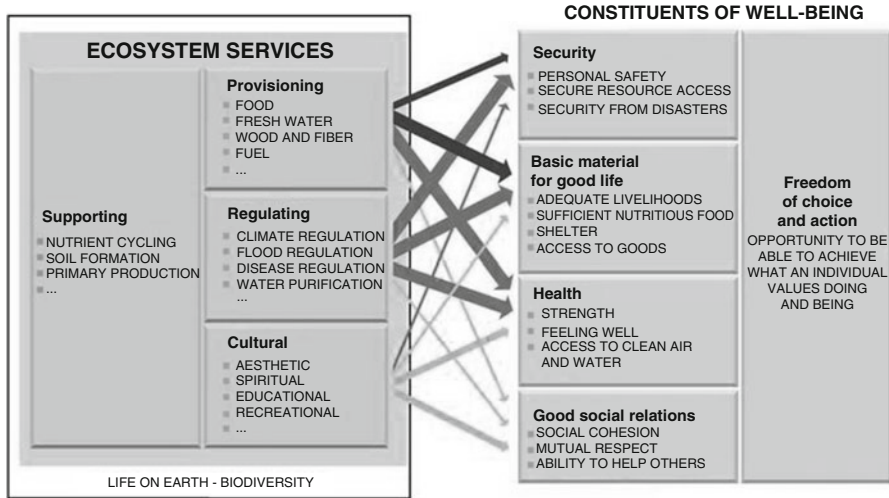 ECOSYSTEM SERVICES
Supporting
NUTRIENT CYCLING
SOIL FORMATION
PRIMARY PRODUCTION
...
Provisioning
FOOD
FRESH WATER
WOOD AND FIBER
FUEL
...
Regulating
CLIMATE REGULATION
FLOOD REGULATION
DISEASE REGULATION
WATER PURIFICATION
...
Cultural
AESTHETIC
SPIRITUAL
EDUCATIONAL
RECREATIONAL
...
LIFE ON EARTH - BIODIVERSITY
CONSTITUENTS OF WELL-BEING
Security
PERSONAL SAFETY
SECURE RESOURCE ACCESS
SECURITY FROM DISASTERS
Basic material
for good life
ADEQUATE LIVELIHOODS
SUFFICIENT NUTRITIOUS FOOD
SHELTER
ACCESS TO GOODS
Health
STRENGTH
FEELING WELL
ACCESS TO CLEAN AIR
AND WATER
Good social relations
SOCIAL COHESION
MUTUAL RESPECT
ABILITY TO HELP OTHERS
Freedom
of choice
and action
OPPORTUNITY TO BE
ABLE TO ACHIEVE
WHAT AN INDIVIDUAL
VALUES DOING
AND BEING